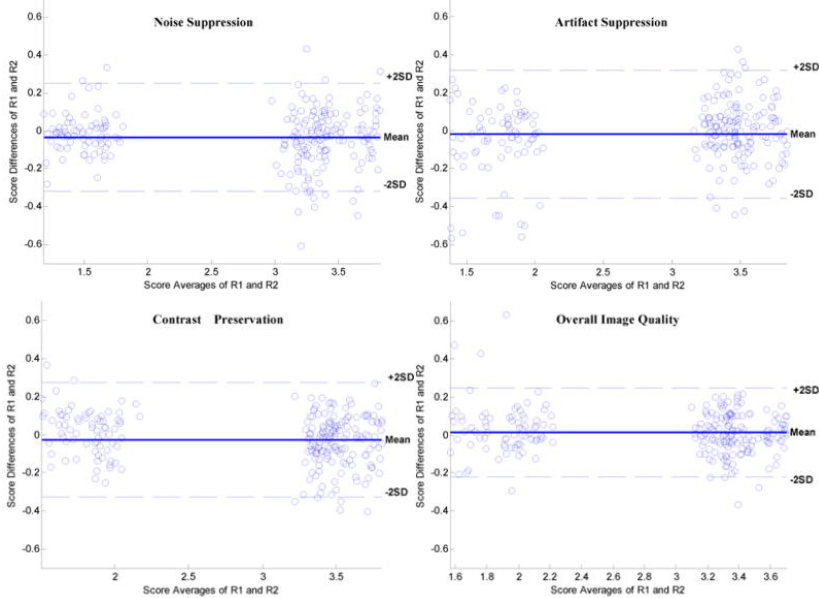 Noise Suppression
0.6
0.4
0.2
0
-0.2
-0.4
-0.6
Score Differences of R1 and R2
+2SD
Mean
-2SD
1.5 2 2.5 3 3.5
Score Averages of R1 and R2
Artifact Suppression
0.6
0.4
0.2
0
-0.2
-0.4
-0.6
Score Differences of R1 and R2
+2SD
Mean
-2SD
1.5 2 2.5 3 3.5
Score Averages of R1 and R2
Contrast Preservation
0.6
0.4
0.2
0
-0.2
-0.4
-0.6
Score Differences of R1 and R2
+2SD
Mean
-2SD
2 2.5 3 3.5
Score Averages of R1 and R2
Overall Image Quality
0.6
0.4
0.2
0
-0.2
-0.4
-0.6
Score Differences of R1 and R2
+2SD
Mean
-2SD
1.6 1.8 2 2.2 2.4 2.6 2.8 3 3.2 3.4 3.6
Score Averages of R1 and R2